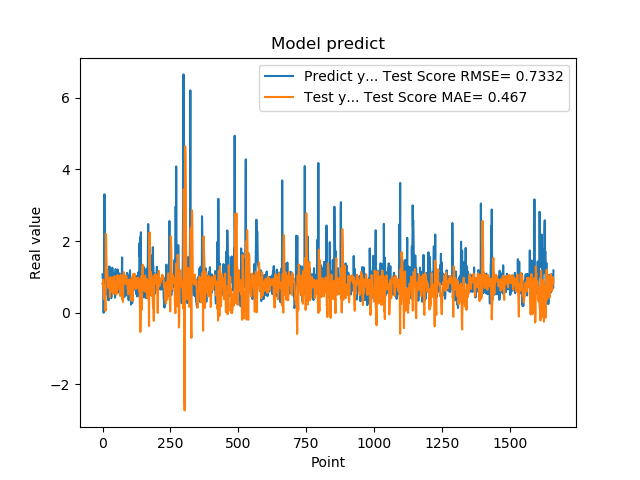 Model predict
Predict y... Test Score RMSE= 0.7332
Test y... Test Score MAE= 0.467
6
4
2
0
−2
Real value
0 250 500 750 1000 1250 1500
Point